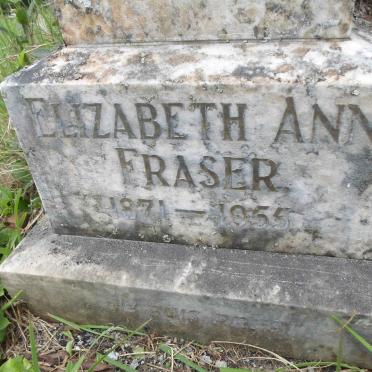 ELIZABETH ANN
FRASER
1871 — 1955